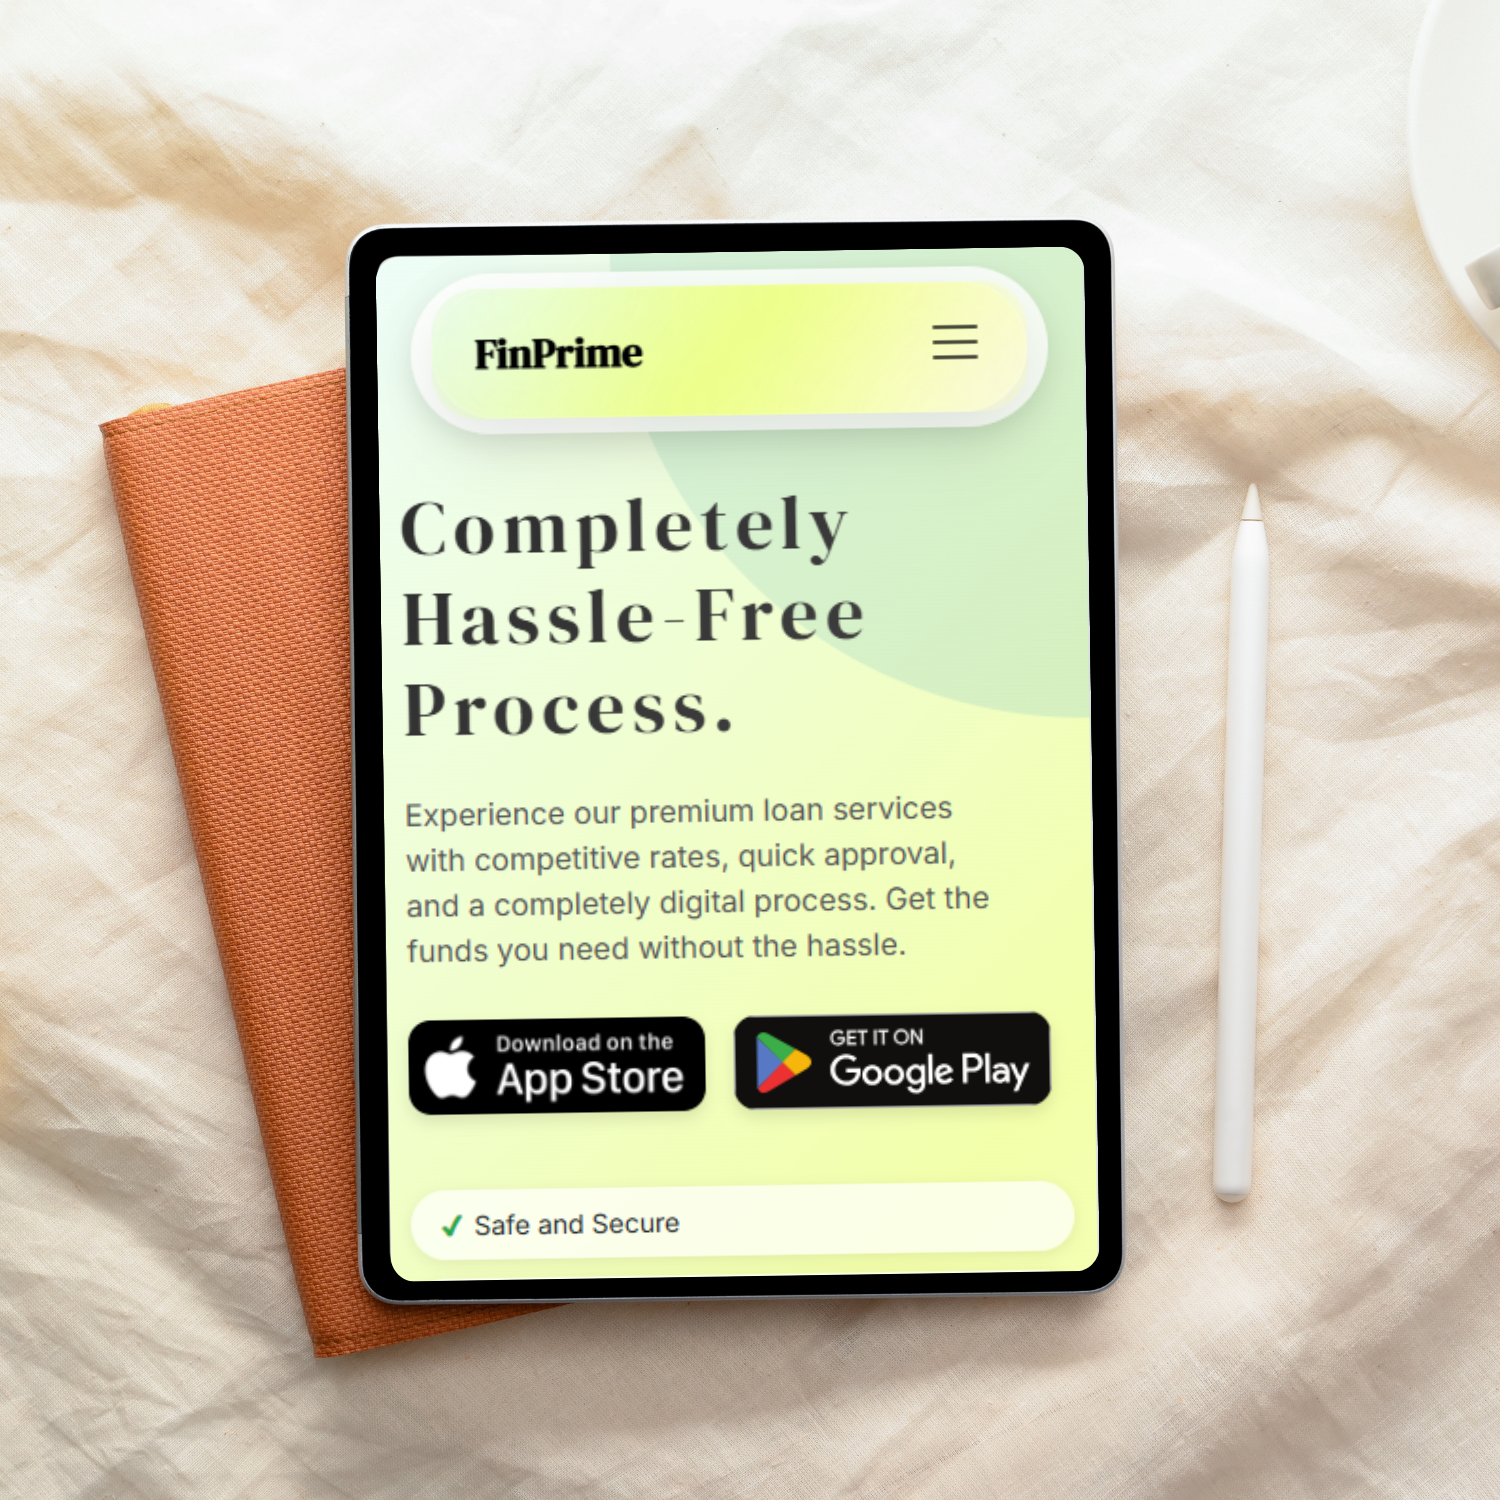 FinPrime
Completely
Hassle-Free
Process.
Experience our premium loan services
with competitive rates, quick approval,
and a completely digital process. Get the
funds you need without the hassle.
Download on the
App Store
GET IT ON
Google Play
✔ Safe and Secure